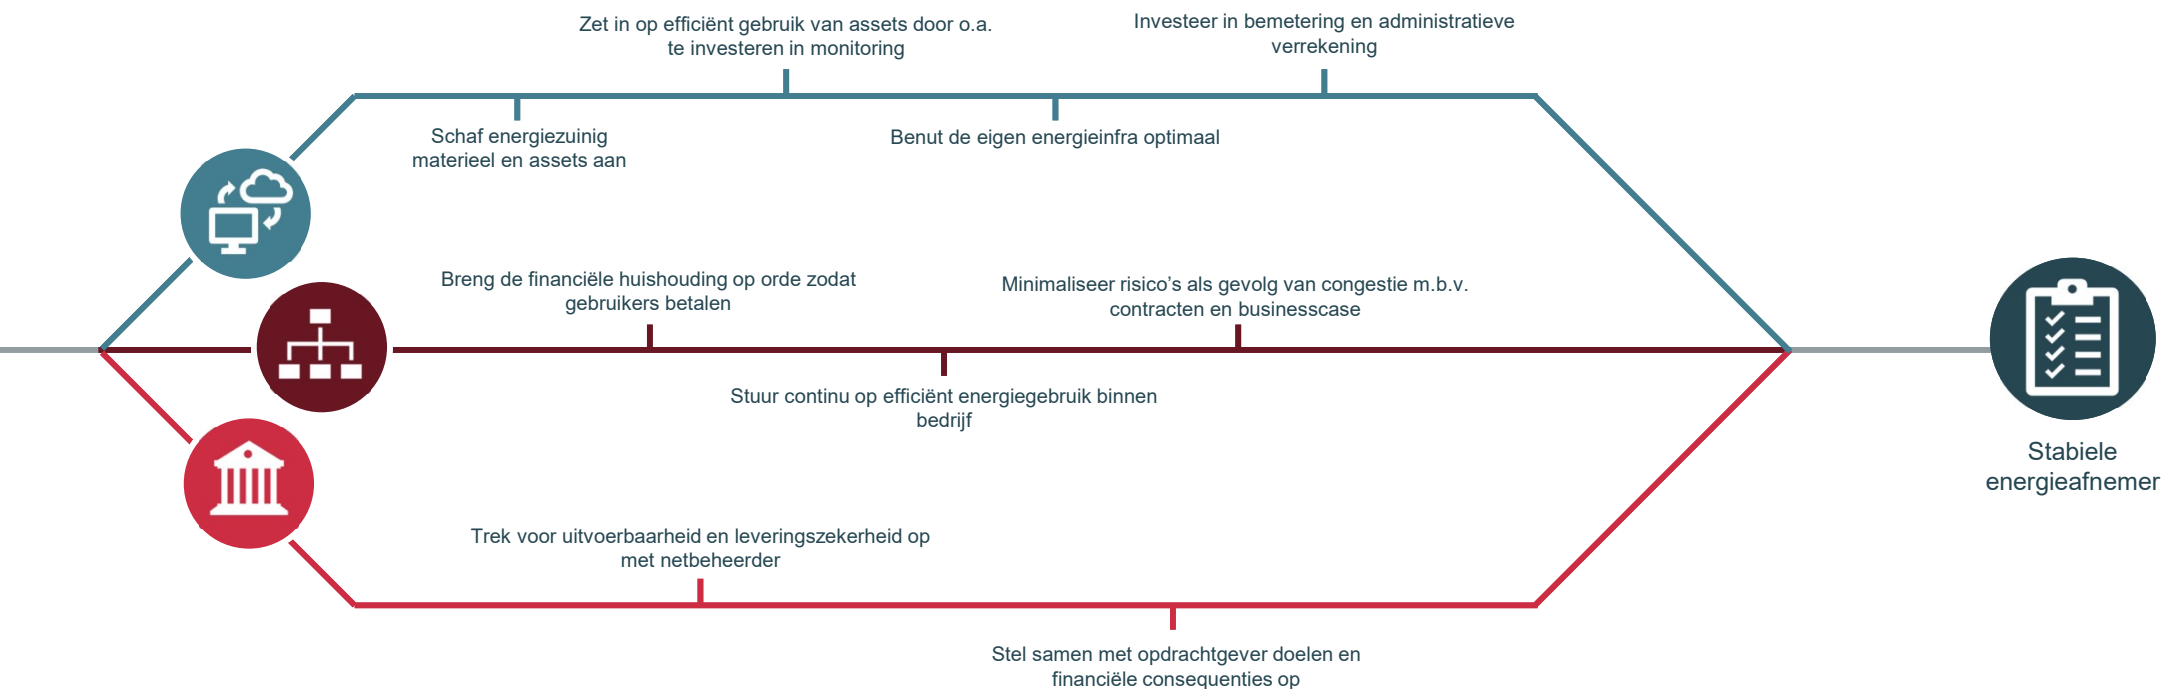 Zet in op efficiënt gebruik van assets door o.a.
te investeren in monitoring
Investeer in bemetering en administratieve
verrekening
Schaf energiezuinig
materieel en assets aan
Benut de eigen energieinfra optimaal
Breng de financiële huishouding op orde zodat
gebruikers betalen
Minimaliseer risico’s als gevolg van congestie m.b.v.
contracten en businesscase
Stuur continu op efficiënt energiegebruik binnen
bedrijf
Stabiele
energieafnemer
Trek voor uitvoerbaarheid en leveringszekerheid op
met netbeheerder
Stel samen met opdrachtgever doelen en
financiële consequenties op